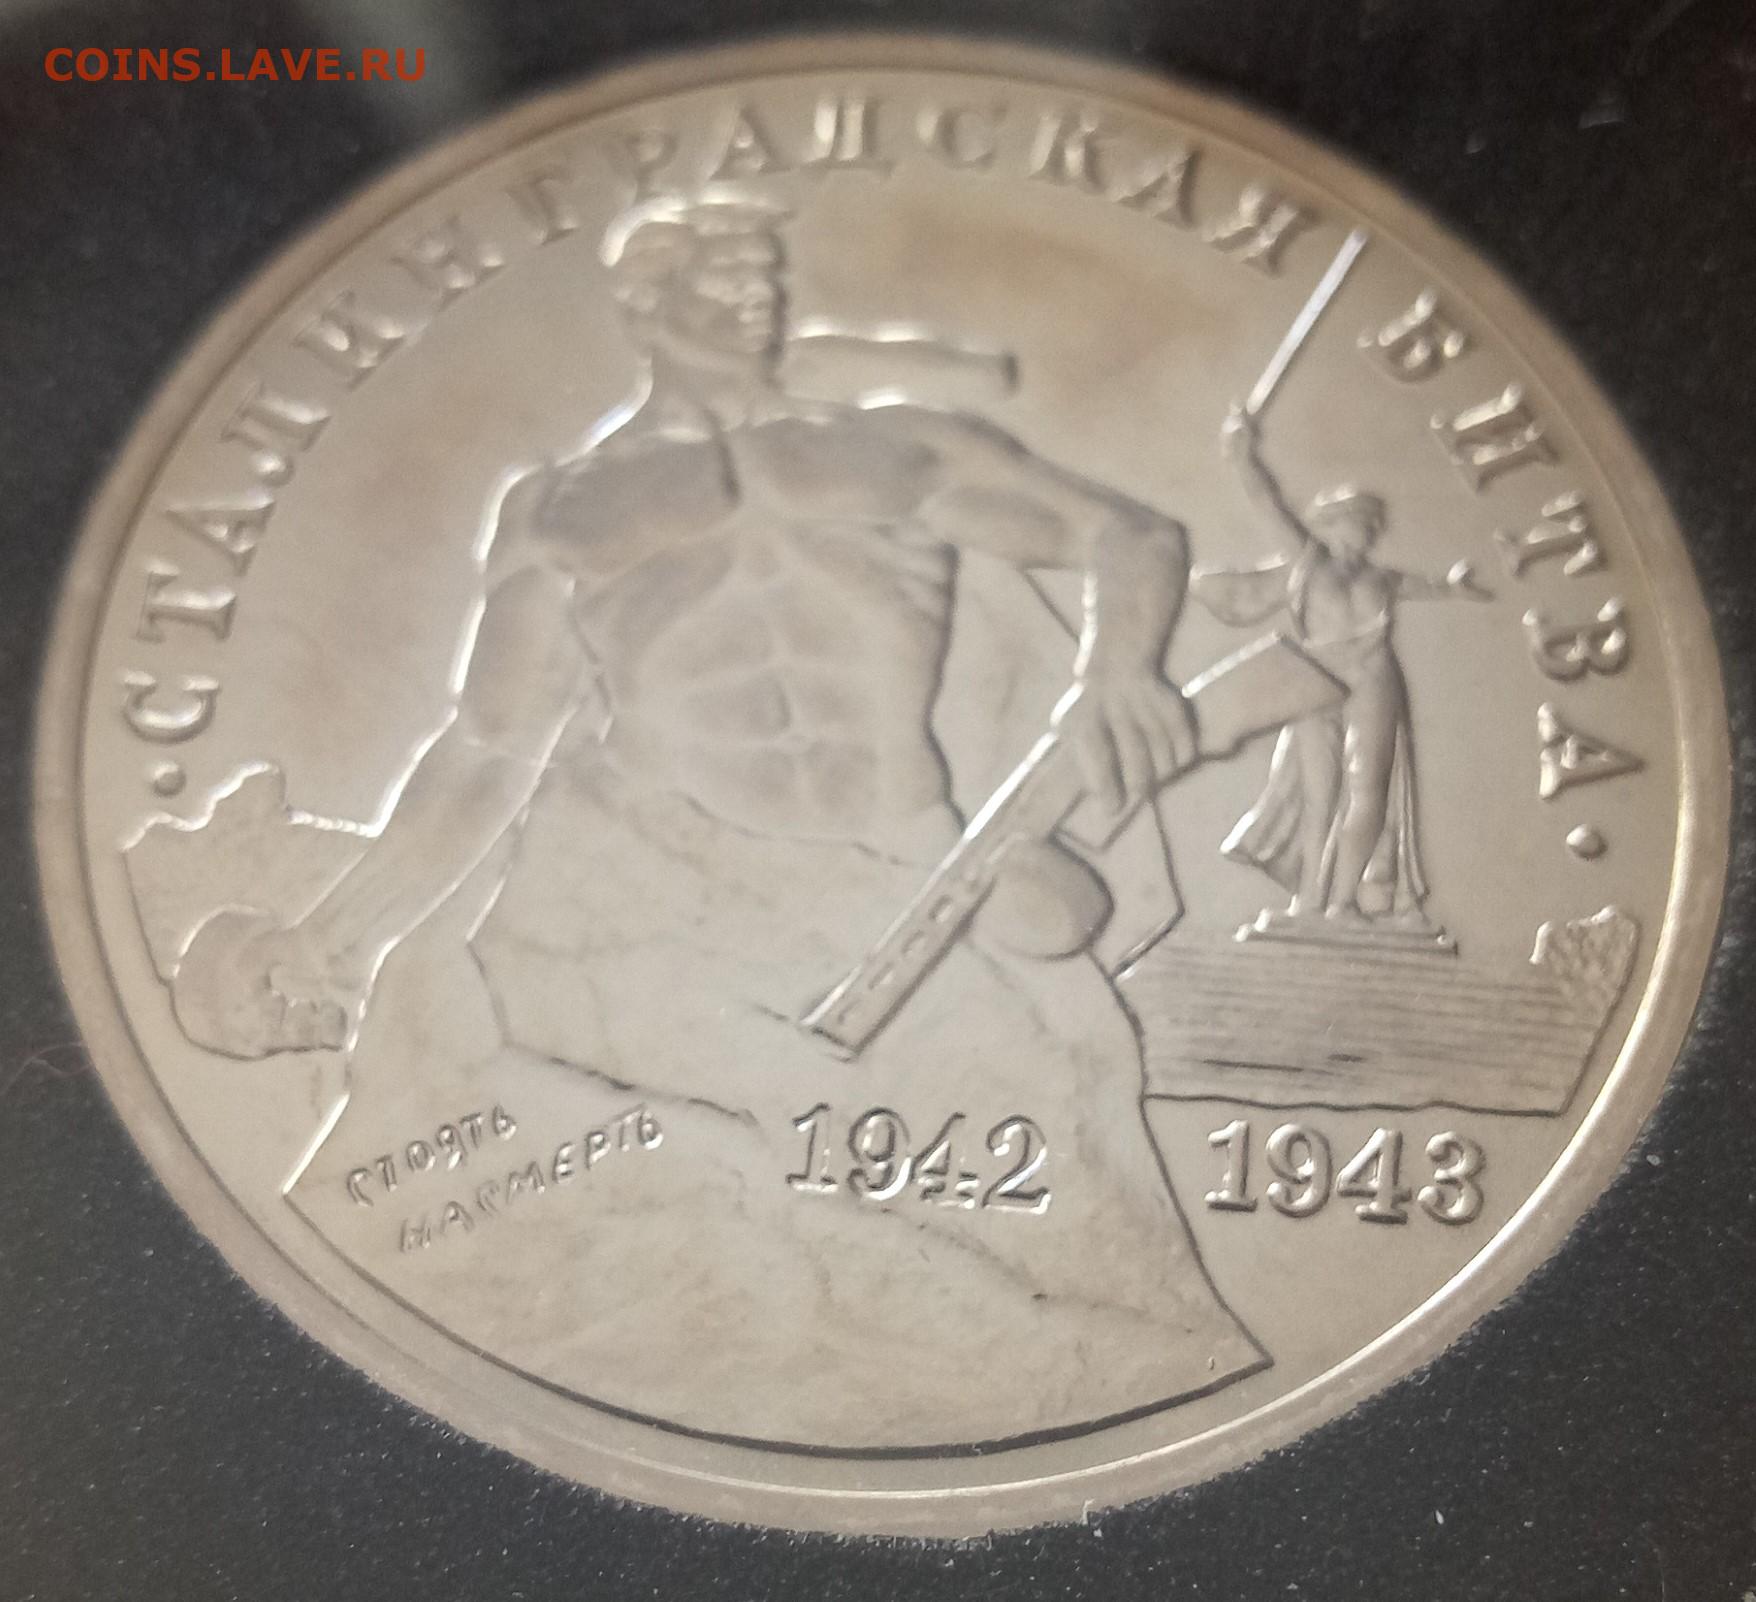 COINS.LAVE.RU
·СТАЛИНГРАДСКАЯ БИТВА·
СТОЯТЬ
НАСМЕРТЬ
1942 1943